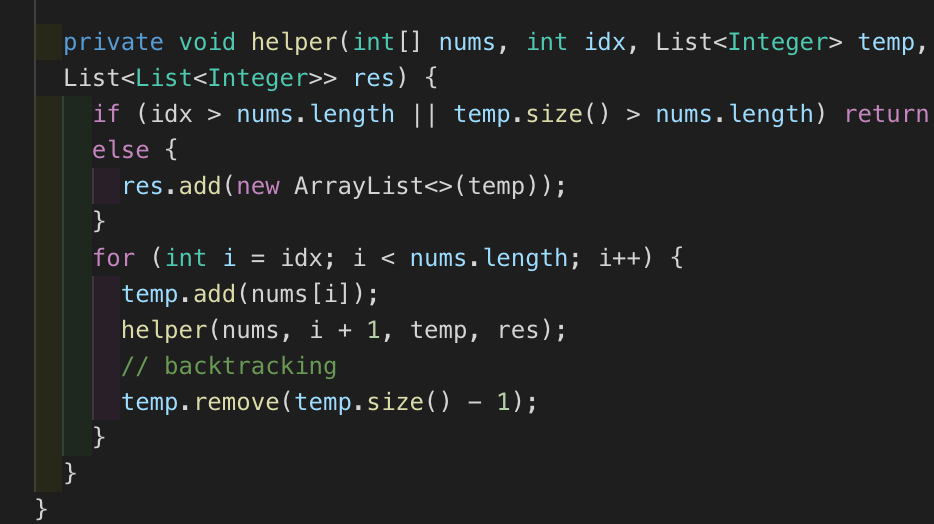 private void helper(int[] nums, int idx, List<Integer> temp,
List<List<Integer>> res) {
if (idx > nums.length || temp.size() > nums.length) return
else {
res.add(new ArrayList<>(temp));
}
for (int i = idx; i < nums.length; i++) {
temp.add(nums[i]);
helper(nums, i + 1, temp, res);
// backtracking
temp.remove(temp.size() - 1);
}
}
}